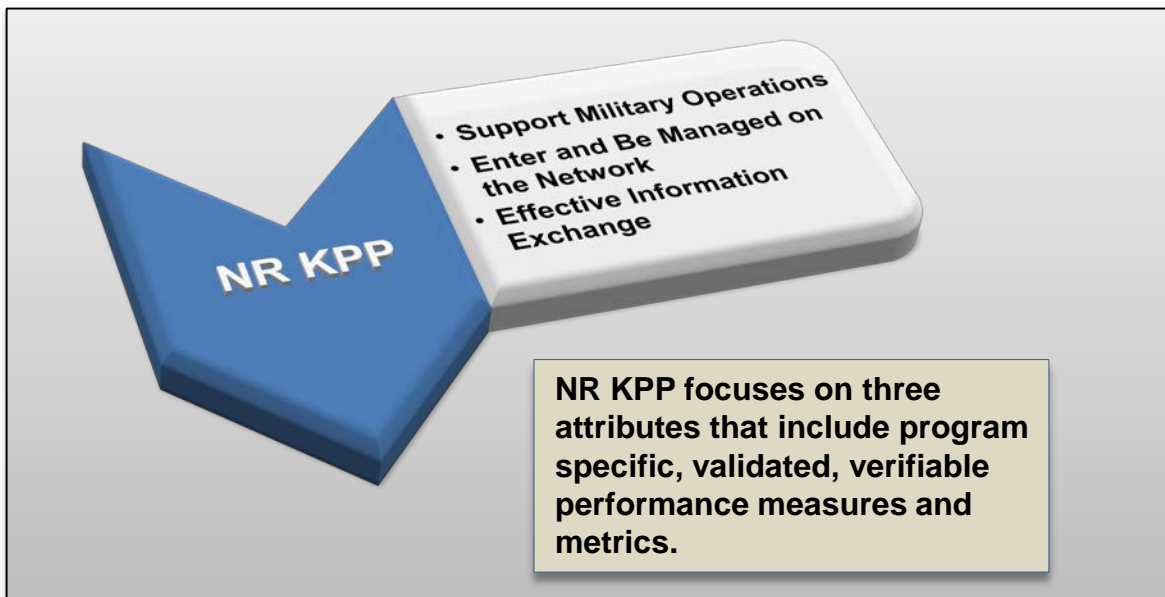 NR KPP
• Support Military Operations
• Enter and Be Managed on
the Network
• Effective Information
Exchange
NR KPP focuses on three
attributes that include program
specific, validated, verifiable
performance measures and
metrics.